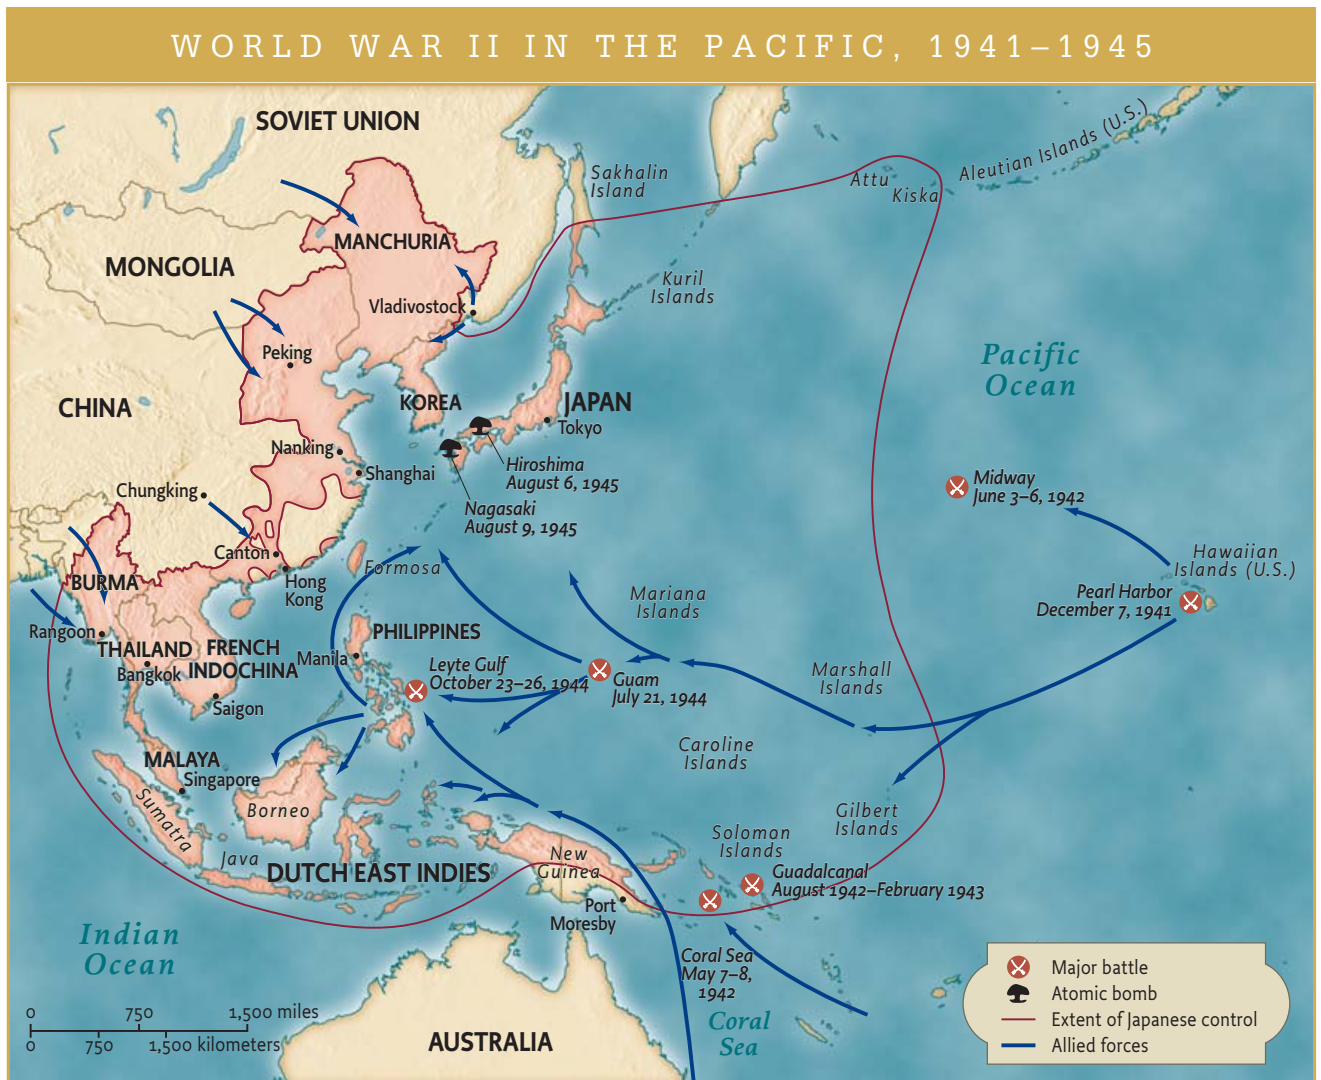 WORLD WAR II IN THE PACIFIC, 1941–1945
SOVIET UNION
Sakhalin
Island
Attu
Kiska
Aleutian Islands (U.S.)
MANCHURIA
MONGOLIA
Kuril
Islands
Vladivostock
Peking
Pacific
Ocean
CHINA
KOREA
JAPAN
Tokyo
Nanking
Shanghai
Hiroshima
August 6, 1945
Nagasaki
August 9, 1945
Midway
June 3–6, 1942
Chungking
Canton
Hong
Kong
Formosa
Hawaiian
Islands (U.S.)
Pearl Harbor
December 7, 1941
BURMA
Mariana
Islands
Rangoon
THAILAND
Bangkok
FRENCH
INDOCHINA
Saigon
PHILIPPINES
Manila
Leyte Gulf
October 23–26, 1944
Guam
July 21, 1944
Marshall
Islands
Caroline
Islands
MALAYA
Singapore
Sumatra
Borneo
Java
DUTCH EAST INDIES
Gilbert
Islands
Solomon
Islands
New
Guinea
Guadalcanal
August 1942–February 1943
Port
Moresby
Indian
Ocean
Coral Sea
May 7–8,
1942
Coral
Sea
AUSTRALIA
0 750 1,500 miles
0 750 1,500 kilometers
Major battle
Atomic bomb
Extent of Japanese control
Allied forces